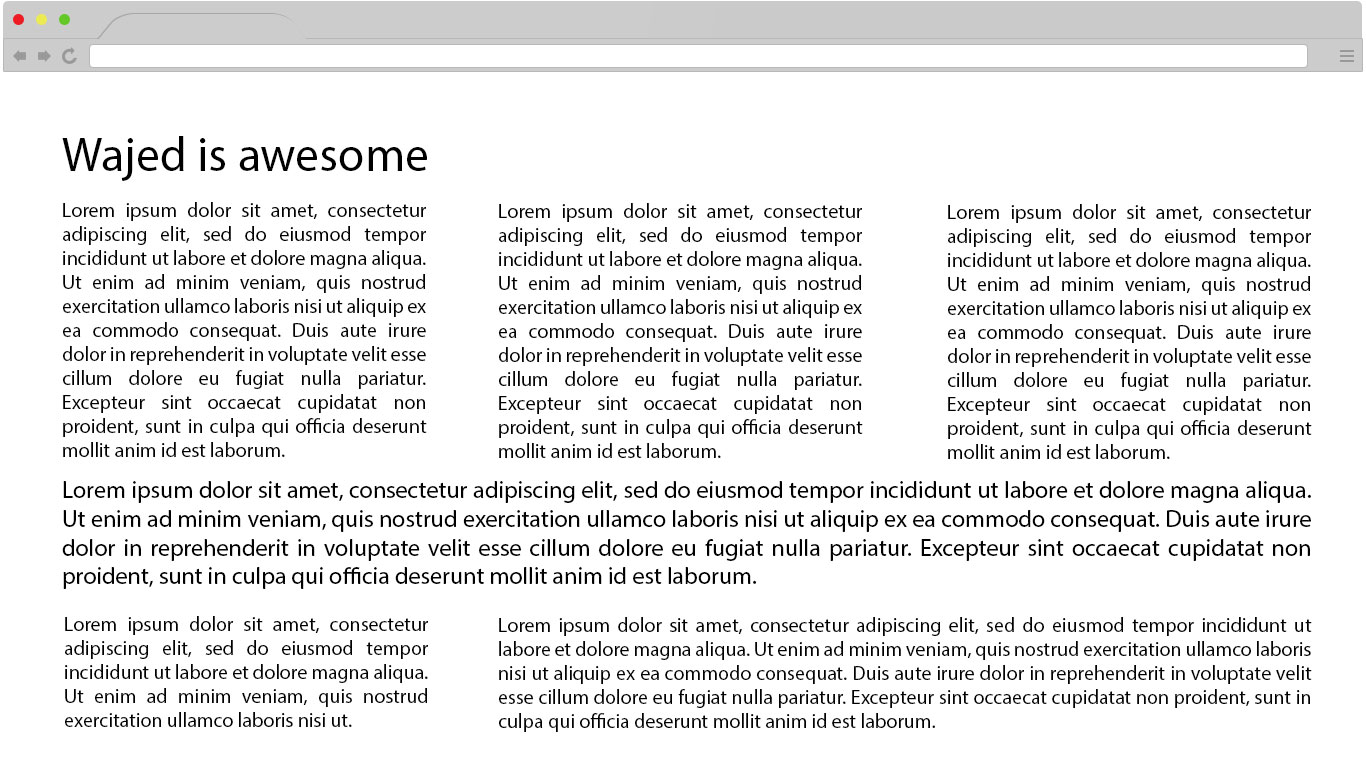 Wajed is awesome
Lorem ipsum dolor sit amet, consectetur
adipiscing elit, sed do eiusmod tempor
incididunt ut labore et dolore magna aliqua.
Ut enim ad minim veniam, quis nostrud
exercitation ullamco laboris nisi ut aliquip ex
ea commodo consequat. Duis aute irure
dolor in reprehenderit in voluptate velit esse
cillum dolore eu fugiat nulla pariatur.
Excepteur sint occaecat cupidatat non
proident, sunt in culpa qui officia deserunt
mollit anim id est laborum.
Lorem ipsum dolor sit amet, consectetur
adipiscing elit, sed do eiusmod tempor
incididunt ut labore et dolore magna aliqua.
Ut enim ad minim veniam, quis nostrud
exercitation ullamco laboris nisi ut aliquip ex
ea commodo consequat. Duis aute irure
dolor in reprehenderit in voluptate velit esse
cillum dolore eu fugiat nulla pariatur.
Excepteur sint occaecat cupidatat non
proident, sunt in culpa qui officia deserunt
mollit anim id est laborum.
Lorem ipsum dolor sit amet, consectetur
adipiscing elit, sed do eiusmod tempor
incididunt ut labore et dolore magna aliqua.
Ut enim ad minim veniam, quis nostrud
exercitation ullamco laboris nisi ut aliquip ex
ea commodo consequat. Duis aute irure
dolor in reprehenderit in voluptate velit esse
cillum dolore eu fugiat nulla pariatur.
Excepteur sint occaecat cupidatat non
proident, sunt in culpa qui officia deserunt
mollit anim id est laborum.
Lorem ipsum dolor sit amet, consectetur adipiscing elit, sed do eiusmod tempor incididunt ut labore et dolore magna aliqua.
Ut enim ad minim veniam, quis nostrud exercitation ullamco laboris nisi ut aliquip ex ea commodo consequat. Duis aute irure
dolor in reprehenderit in voluptate velit esse cillum dolore eu fugiat nulla pariatur. Excepteur sint occaecat cupidatat non
proident, sunt in culpa qui officia deserunt mollit anim id est laborum.
Lorem ipsum dolor sit amet, consectetur
adipiscing elit, sed do eiusmod tempor
incididunt ut labore et dolore magna aliqua.
Ut enim ad minim veniam, quis nostrud
exercitation ullamco laboris nisi ut.
Lorem ipsum dolor sit amet, consectetur adipiscing elit, sed do eiusmod tempor incididunt ut
labore et dolore magna aliqua. Ut enim ad minim veniam, quis nostrud exercitation ullamco laboris
nisi ut aliquip ex ea commodo consequat. Duis aute irure dolor in reprehenderit in voluptate velit
esse cillum dolore eu fugiat nulla pariatur. Excepteur sint occaecat cupidatat non proident, sunt in
culpa qui officia deserunt mollit anim id est laborum.